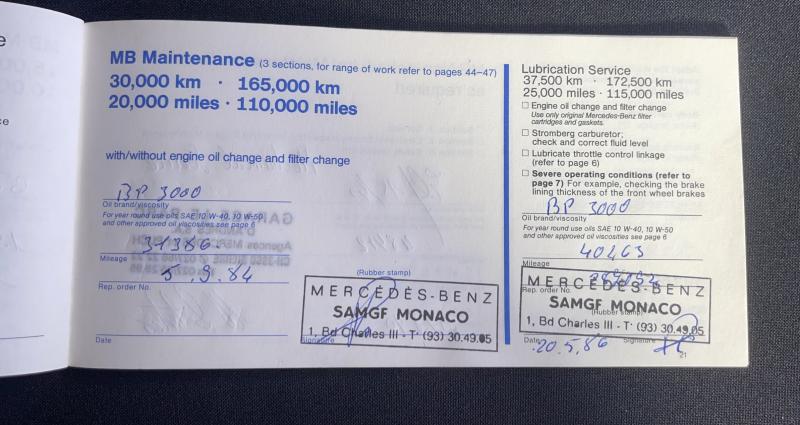 MB Maintenance (3 sections, for range of work refer to pages 44–47)
30,000 km · 165,000 km
20,000 miles · 110,000 miles
with/without engine oil change and filter change
BP 3000
Oil brand/viscosity
For year round use oils SAE 10 W-40, 10 W-50
and other approved oil viscosities see page 6
31386.
Mileage
5.9.84
Rep. order No.
(Rubber stamp)
MERCÉDÈS-BENZ
SAMGF MONACO
1, Bd Charles III - T· (93) 30.49.05
Date
Signature
Lubrication Service
37,500 km · 172,500 km
25,000 miles · 115,000 miles
Engine oil change and filter change
Use only original Mercedes-Benz filter
cartridges and gaskets.
Stromberg carburetor;
check and correct fluid level
Lubricate throttle control linkage
(refer to page 6)
Severe operating conditions (refer to
page 7) For example, checking the brake
lining thickness of the front wheel brakes
BP 3000
Oil brand/viscosity
For year round use oils SAE 10 W-40, 10 W-50
and other approved oil viscosities see page 6
40263
Mileage
Rep. order No.
(Rubber stamp)
MERCÉDÈS-BENZ
SAMGF MONACO
1, Bd Charles III - T· (93) 30.49.05
Date 20.5.86 Signature
21